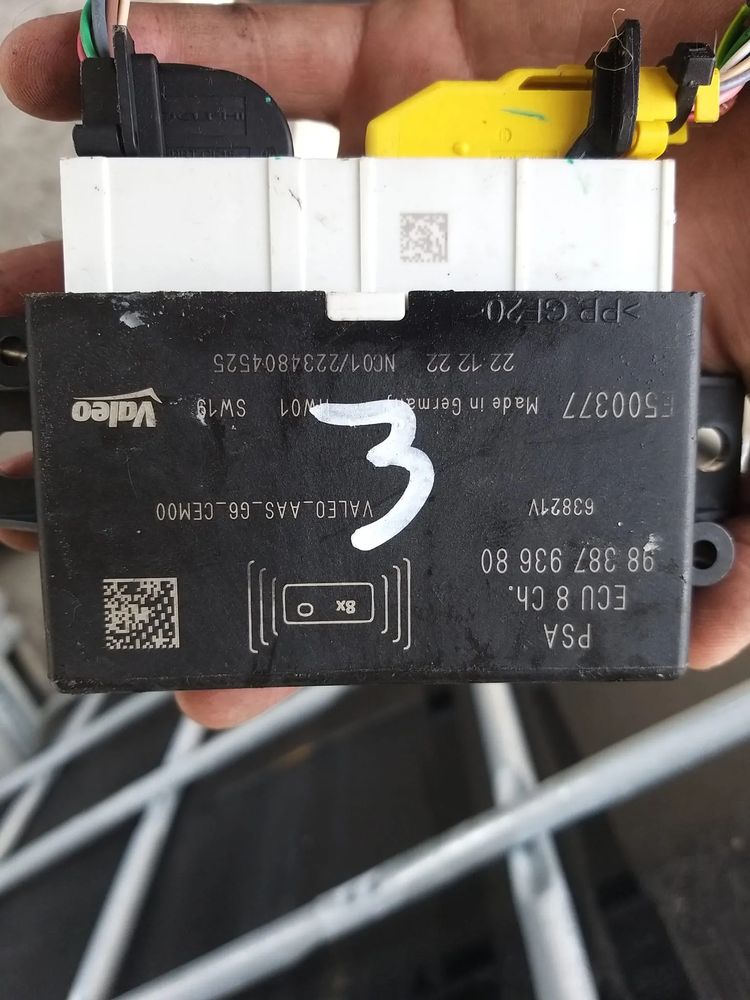 PSA
ECU 8 Ch.
98 387 936 80
8x
63821V
VALEO_AAS_G6_CEM00
E500377 Made in Germany HW01 SW19 Valeo
22 12 22 NC01/2234804525
>PP GF20
3